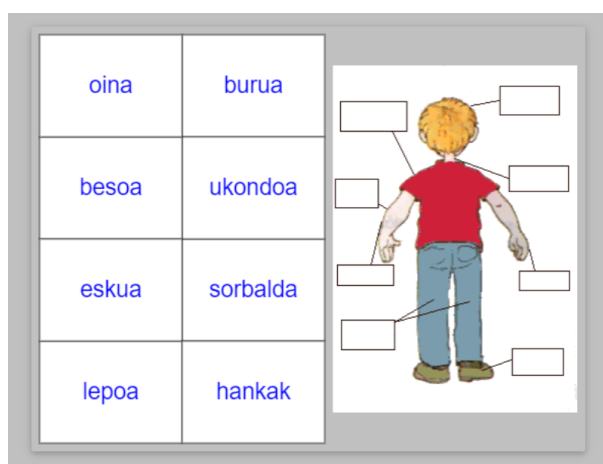 oina burua
besoa ukondoa
eskua sorbalda
lepoa hankak